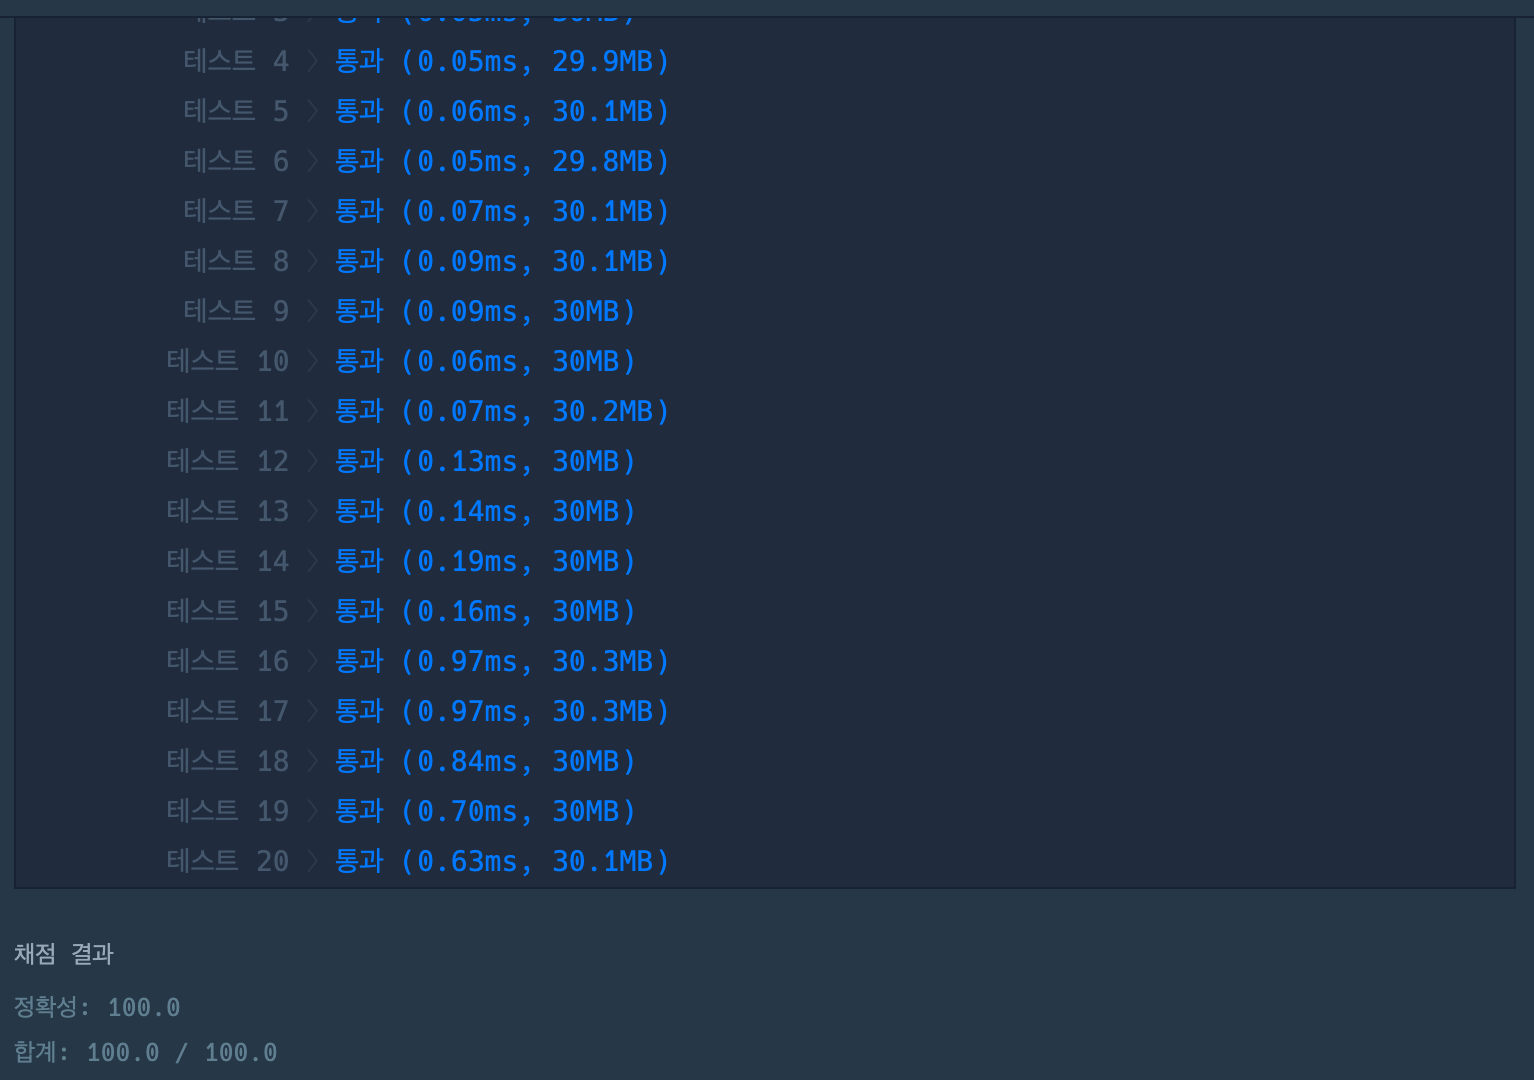 테스트 4 〉 통과 (0.05ms, 29.9MB)
테스트 5 〉 통과 (0.06ms, 30.1MB)
테스트 6 〉 통과 (0.05ms, 29.8MB)
테스트 7 〉 통과 (0.07ms, 30.1MB)
테스트 8 〉 통과 (0.09ms, 30.1MB)
테스트 9 〉 통과 (0.09ms, 30MB)
테스트 10 〉 통과 (0.06ms, 30MB)
테스트 11 〉 통과 (0.07ms, 30.2MB)
테스트 12 〉 통과 (0.13ms, 30MB)
테스트 13 〉 통과 (0.14ms, 30MB)
테스트 14 〉 통과 (0.19ms, 30MB)
테스트 15 〉 통과 (0.16ms, 30MB)
테스트 16 〉 통과 (0.97ms, 30.3MB)
테스트 17 〉 통과 (0.97ms, 30.3MB)
테스트 18 〉 통과 (0.84ms, 30MB)
테스트 19 〉 통과 (0.70ms, 30MB)
테스트 20 〉 통과 (0.63ms, 30.1MB)
채점 결과
정확성: 100.0
합계: 100.0 / 100.0